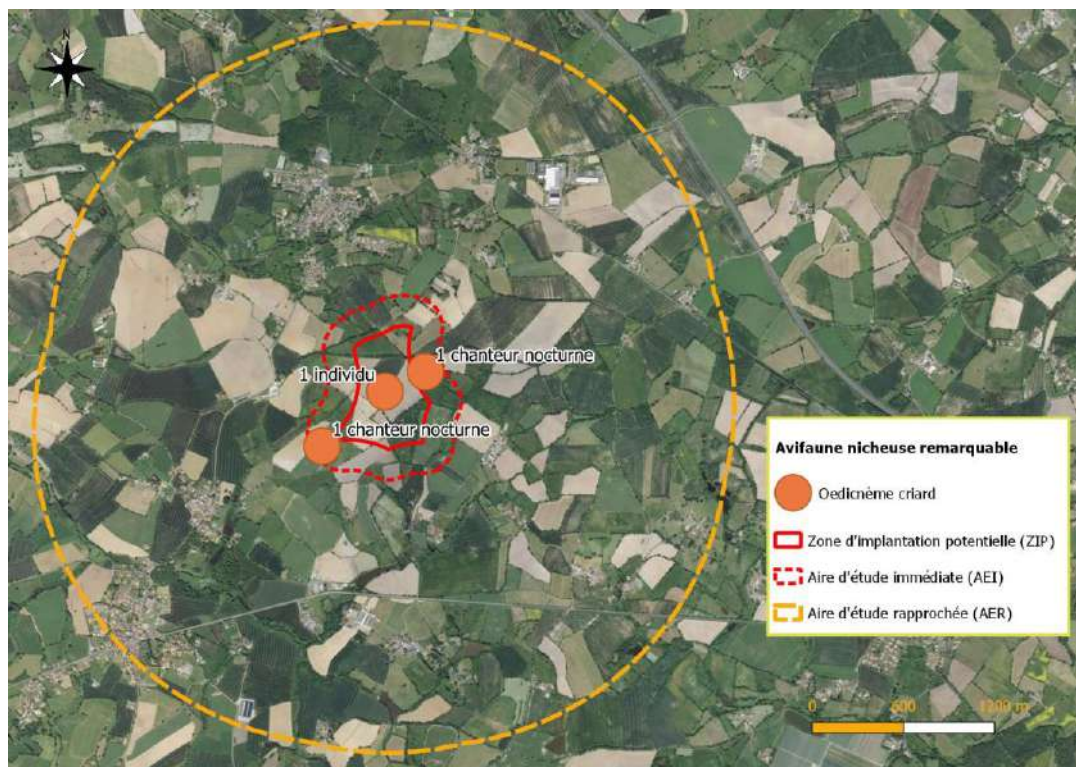 N
1 chanteur nocturne
1 individu
1 chanteur nocturne
Avifaune nicheuse remarquable
Oedicnème criard
Zone d'implantation potentielle (ZIP)
Aire d'étude immédiate (AEI)
Aire d'étude rapprochée (AER)
0 600 1200 m